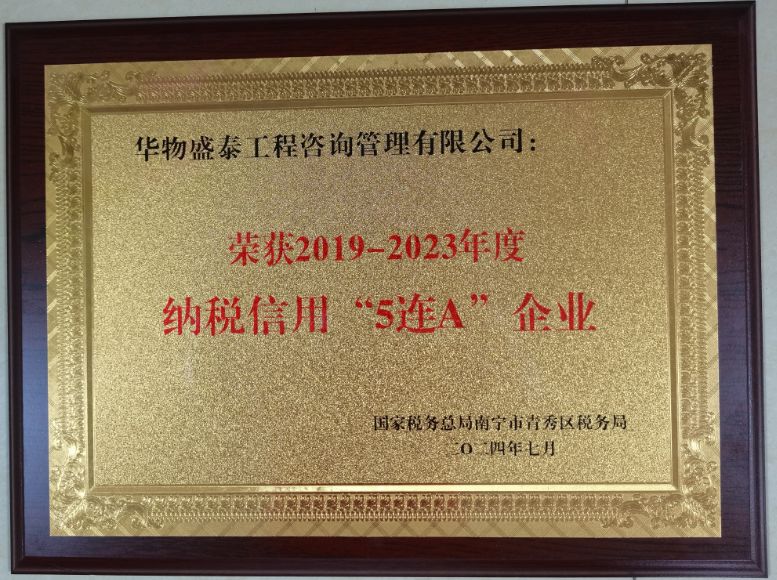 华物盛泰工程咨询管理有限公司：
荣获2019-2023年度
纳税信用“5连A”企业
国家税务总局南宁市青秀区税务局
二〇二四年七月